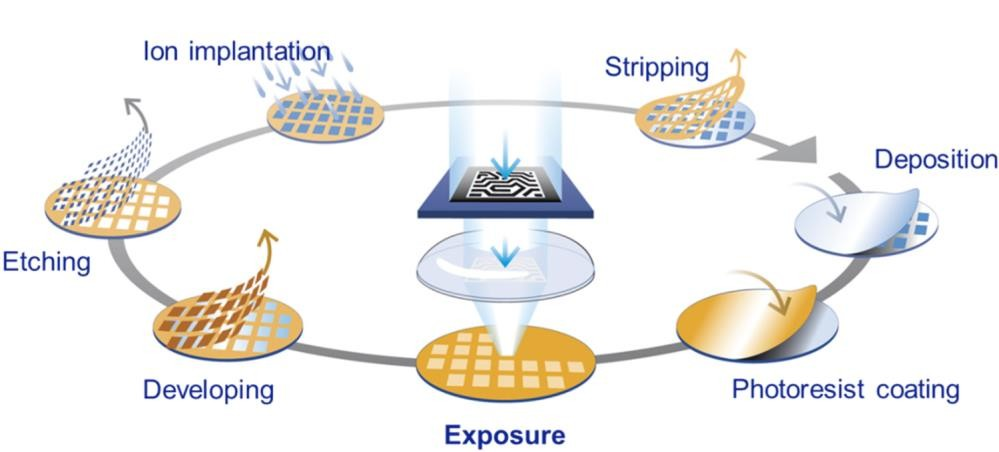 Ion implantation
Stripping
Deposition
Etching
Developing
Photoresist coating
Exposure